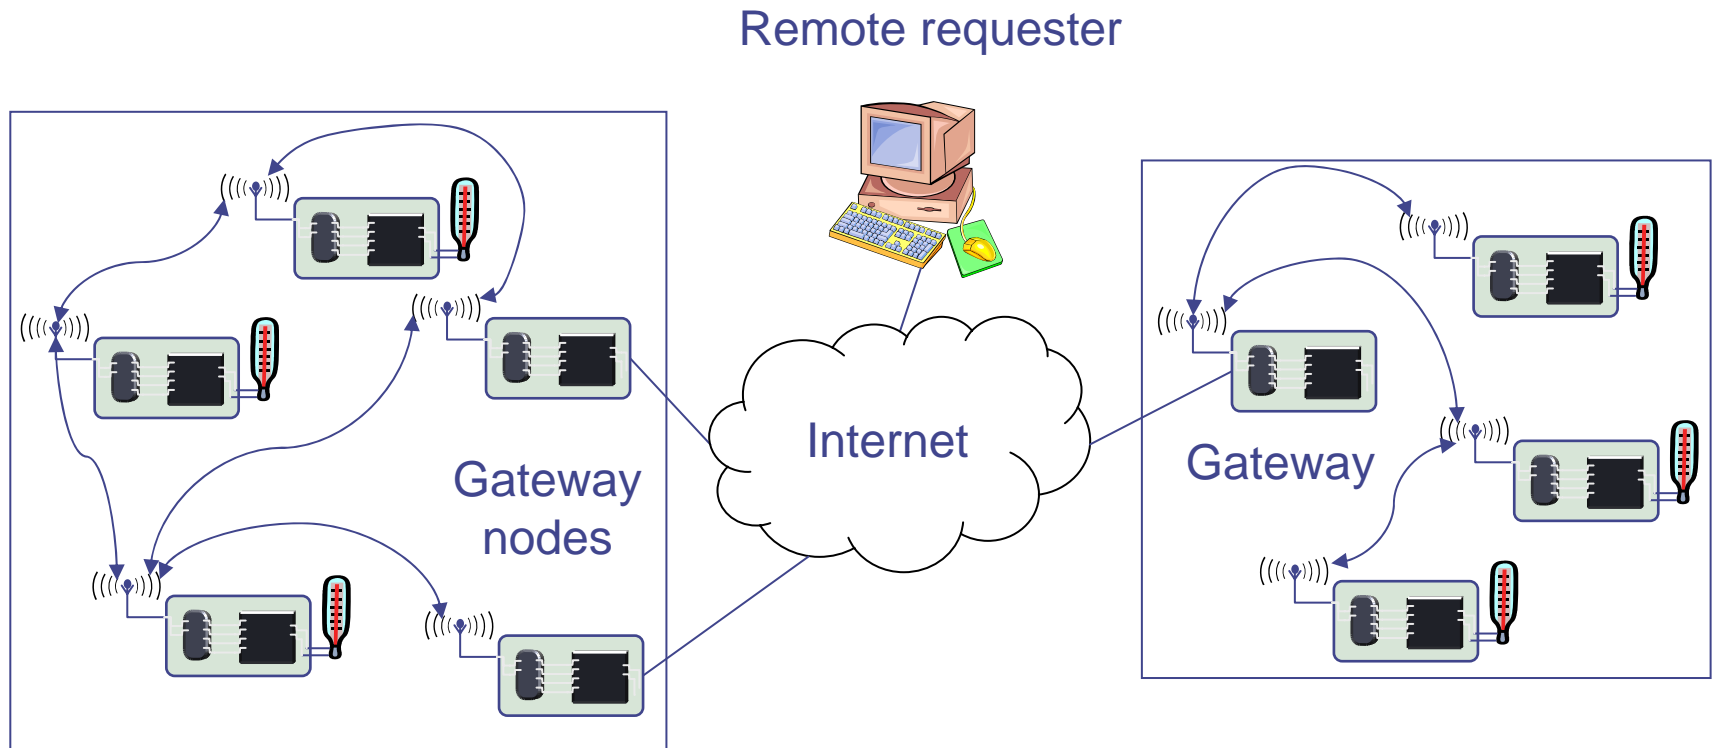 Remote requester
Internet
Gateway
nodes
Gateway